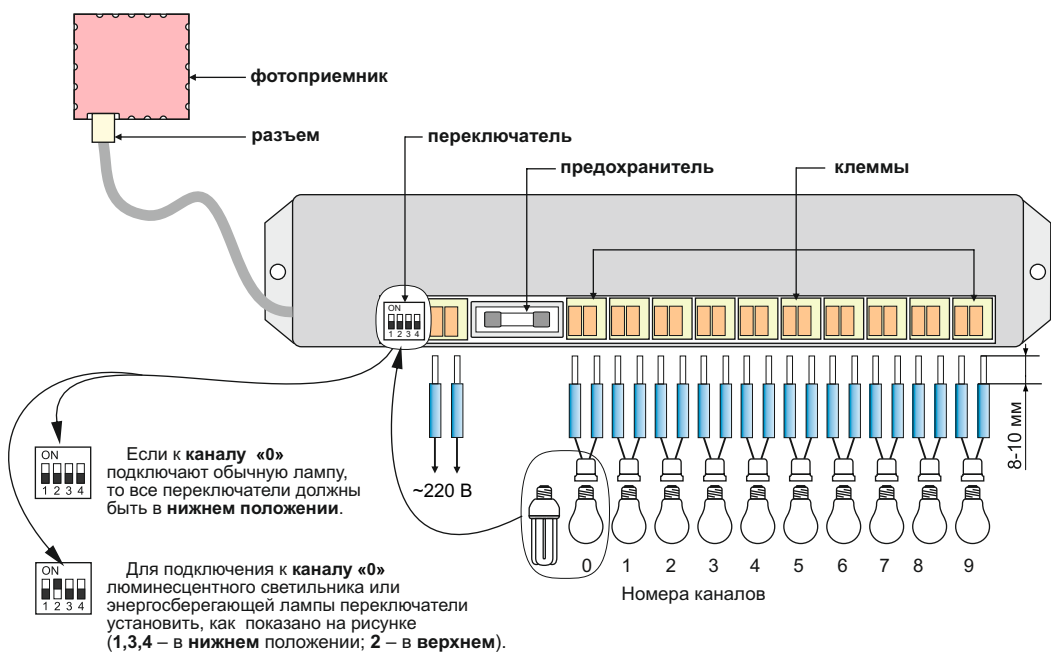 фотоприемник
разъем
переключатель
предохранитель
клеммы
ON
1 2 3 4
8-10 мм
~220 В
ON
1 2 3 4
Если к каналу «0»
подключают обычную лампу,
то все переключатели должны
быть в нижнем положении.
0 1 2 3 4 5 6 7 8 9
Номера каналов
ON
1 2 3 4
Для подключения к каналу «0»
люминесцентного светильника или
энергосберегающей лампы переключатели
установить, как показано на рисунке
(1,3,4 – в нижнем положении; 2 – в верхнем).